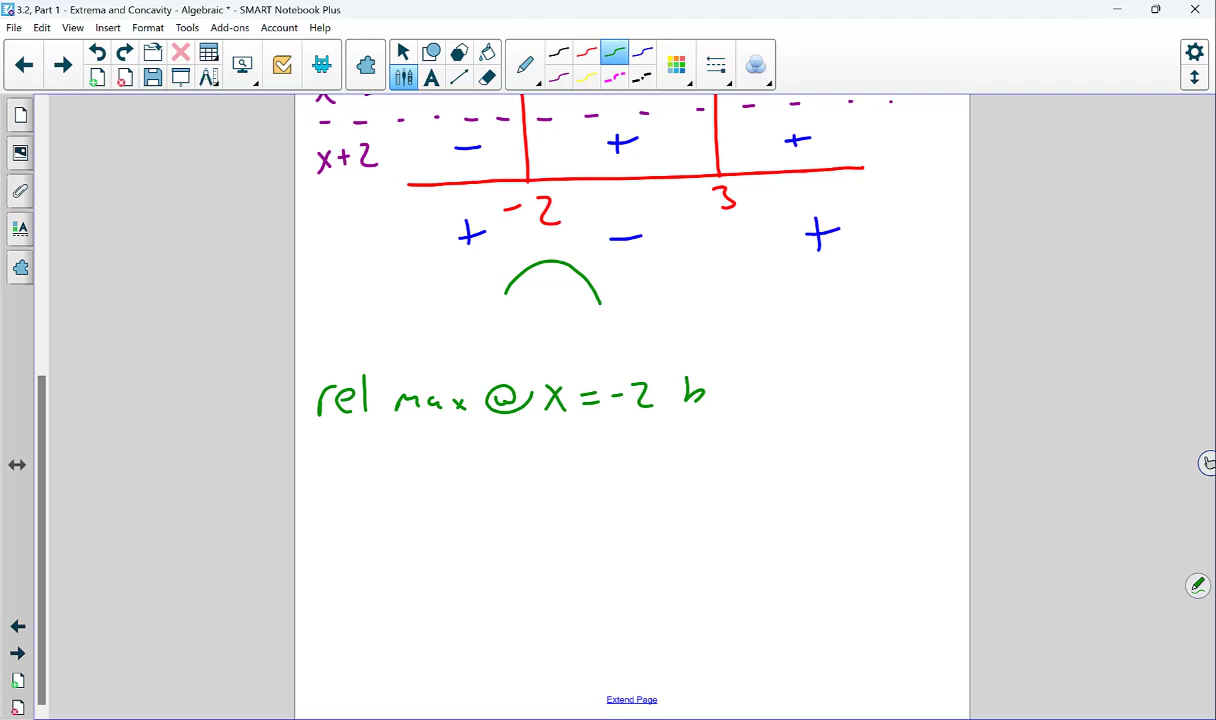 3.2, Part 1 - Extrema and Concavity - Algebraic * - SMART Notebook Plus
File Edit View Insert Format Tools Add-ons Account Help
x+2 − + +
-2 3
+ − +
rel max @ x = -2 b
Extend Page